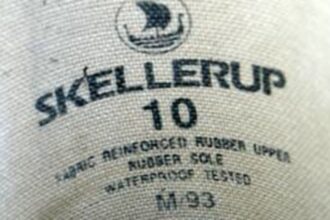 SKELLERUP
10
FABRIC REINFORCED RUBBER UPPER
RUBBER SOLE
WATERPROOF TESTED
M-93